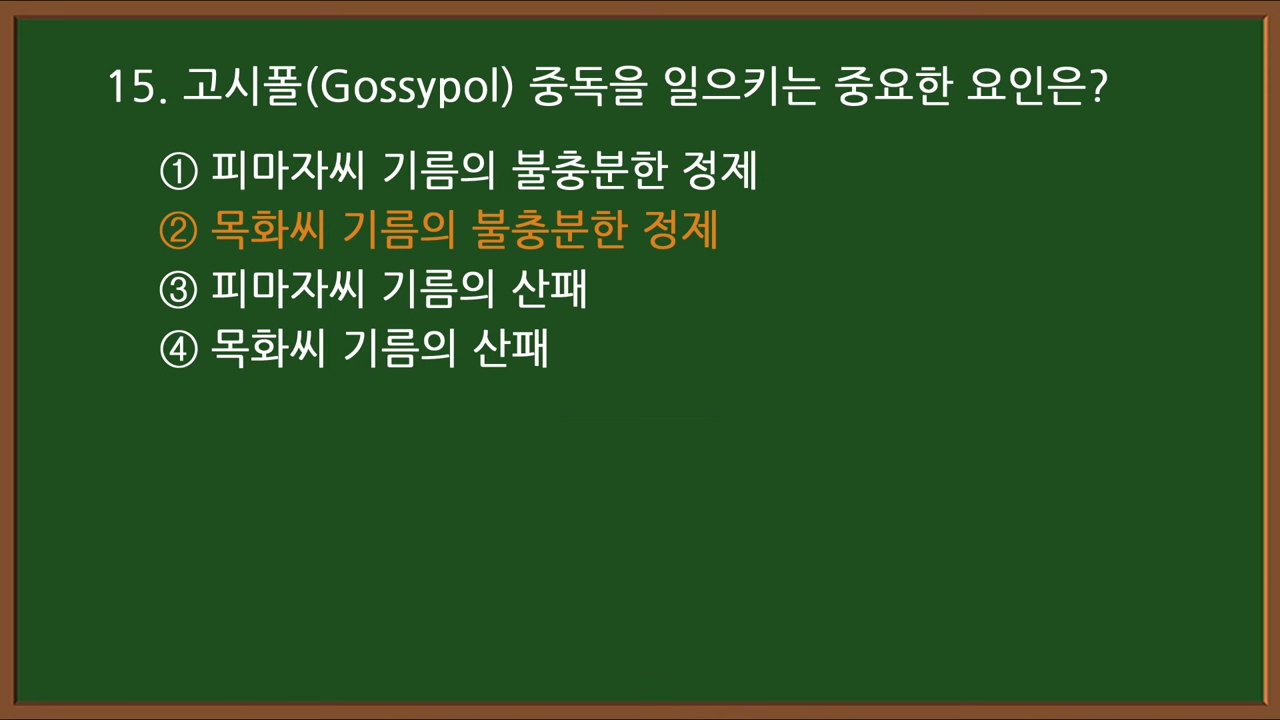 15. 고시폴(Gossypol) 중독을 일으키는 중요한 요인은?
① 피마자씨 기름의 불충분한 정제
② 목화씨 기름의 불충분한 정제
③ 피마자씨 기름의 산패
④ 목화씨 기름의 산패